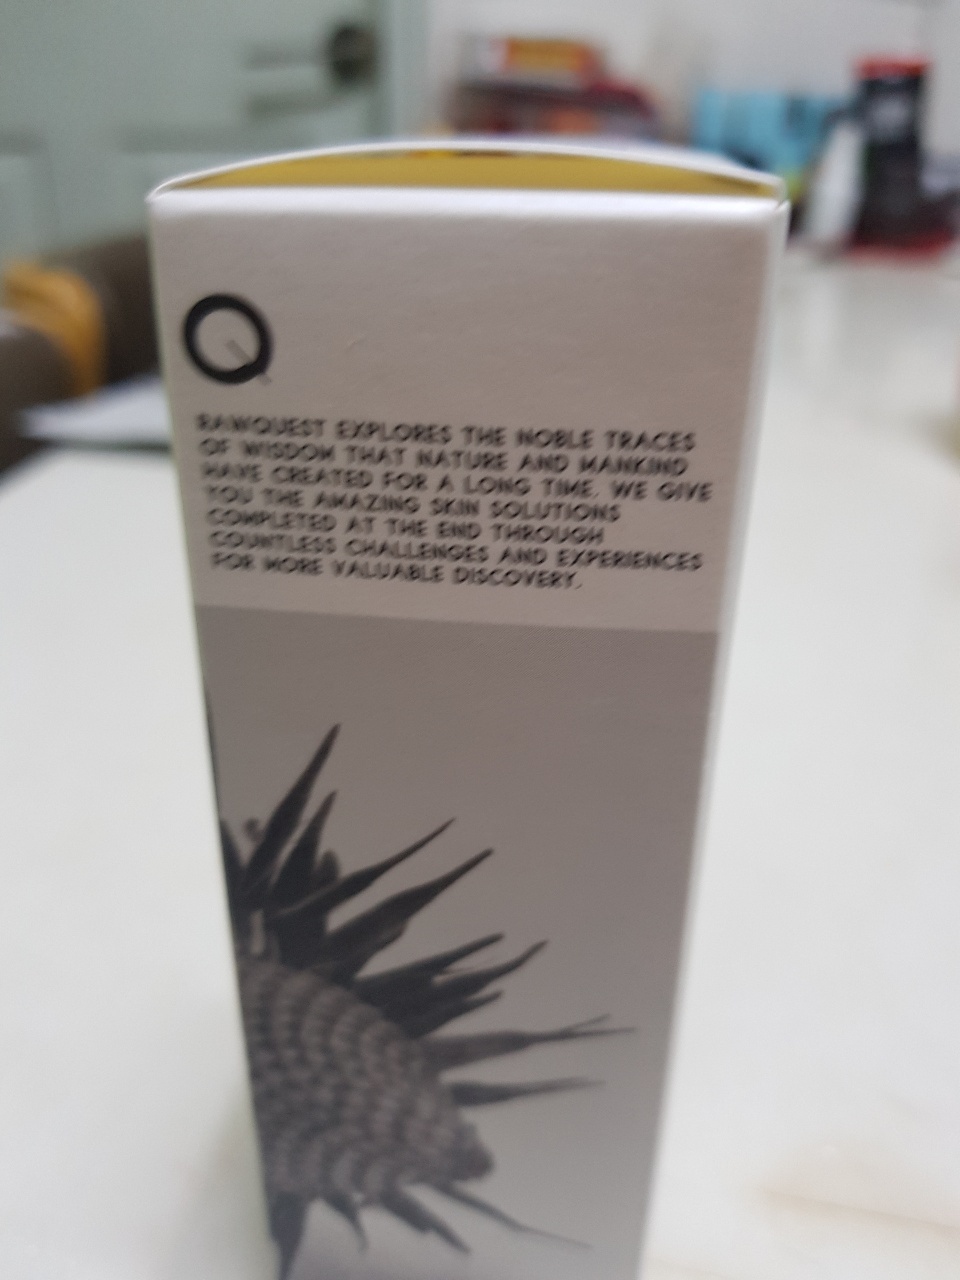 Q
RAWQUEST EXPLORES THE NOBLE TRACES
OF WISDOM THAT NATURE AND MANKIND
HAVE CREATED FOR A LONG TIME. WE GIVE
YOU THE AMAZING SKIN SOLUTIONS
COMPLETED AT THE END THROUGH
COUNTLESS CHALLENGES AND EXPERIENCES
FOR MORE VALUABLE DISCOVERY.